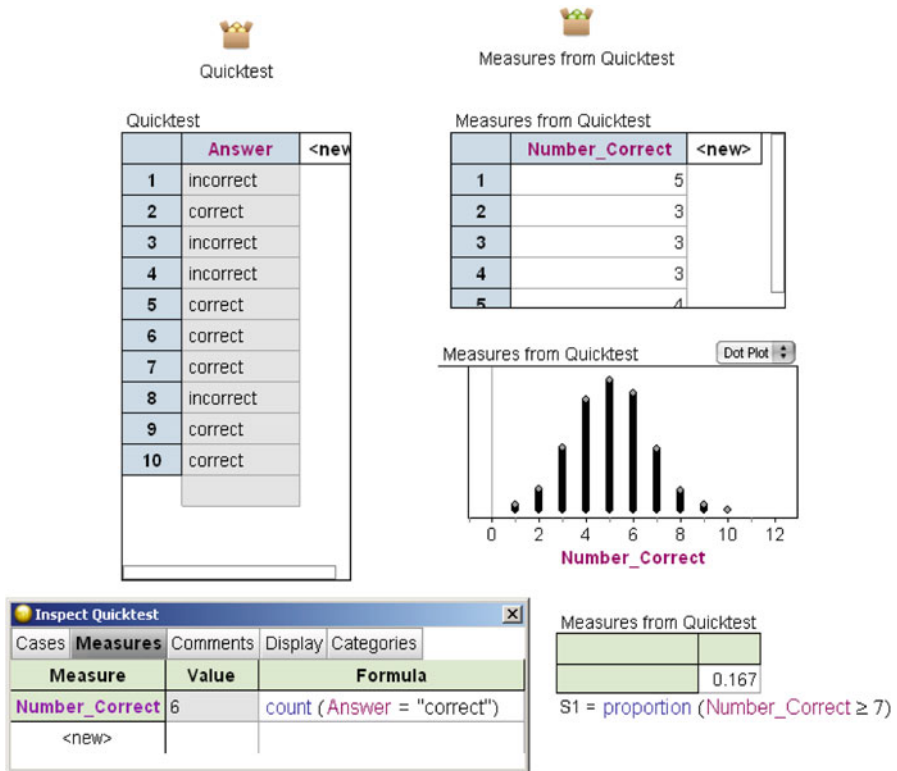 Quicktest
Measures from Quicktest
Quicktest
Answer <new
1 incorrect
2 correct
3 incorrect
4 incorrect
5 correct
6 correct
7 correct
8 incorrect
9 correct
10 correct
Measures from Quicktest
Number_Correct <new>
1 5
2 3
3 3
4 3
5 4
Measures from Quicktest
Dot Plot
0 2 4 6 8 10 12
Number_Correct
Inspect Quicktest
Cases Measures Comments Display Categories
Measure Value Formula
Number_Correct 6 count (Answer = "correct")
<new>
Measures from Quicktest
0.167
S1 = proportion (Number_Correct ≥ 7)